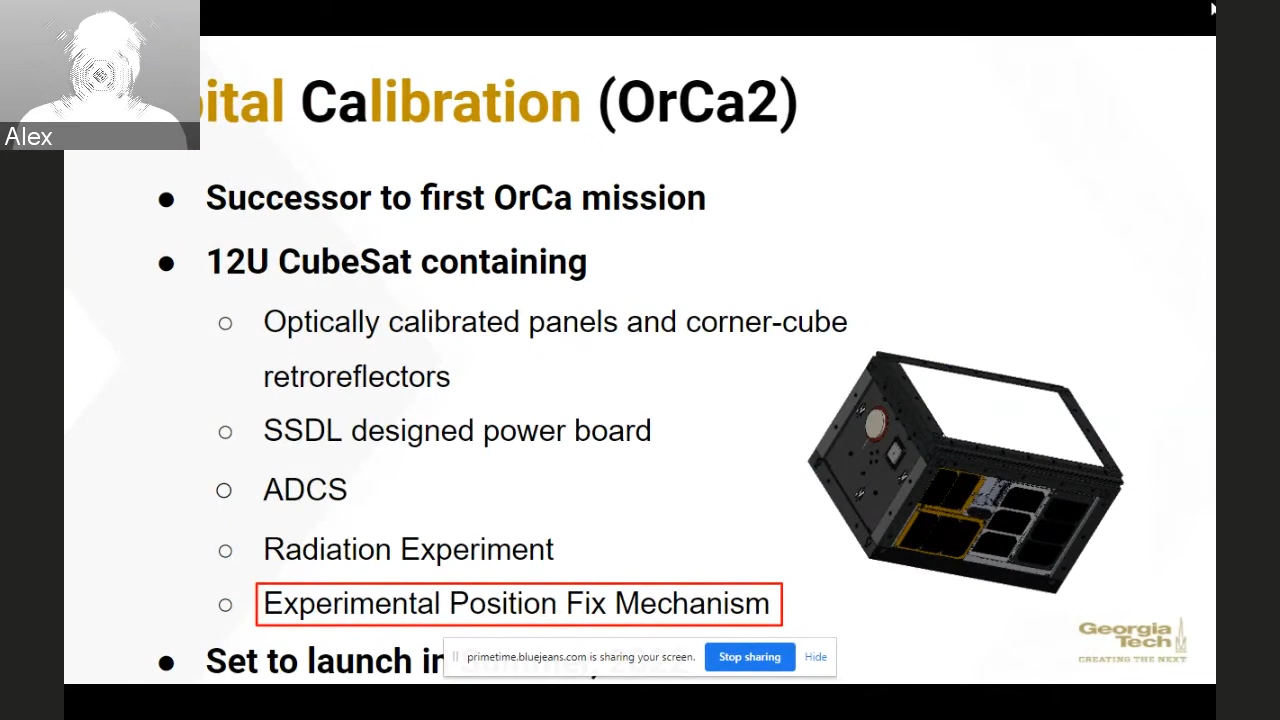 bital Calibration (OrCa2)
Alex
● Successor to first OrCa mission
● 12U CubeSat containing
○ Optically calibrated panels and corner-cube
retroreflectors
○ SSDL designed power board
○ ADCS
○ Radiation Experiment
○ Experimental Position Fix Mechanism
● Set to launch in
primetime.bluejeans.com is sharing your screen. Stop sharing Hide
Georgia
Tech
CREATING THE NEXT